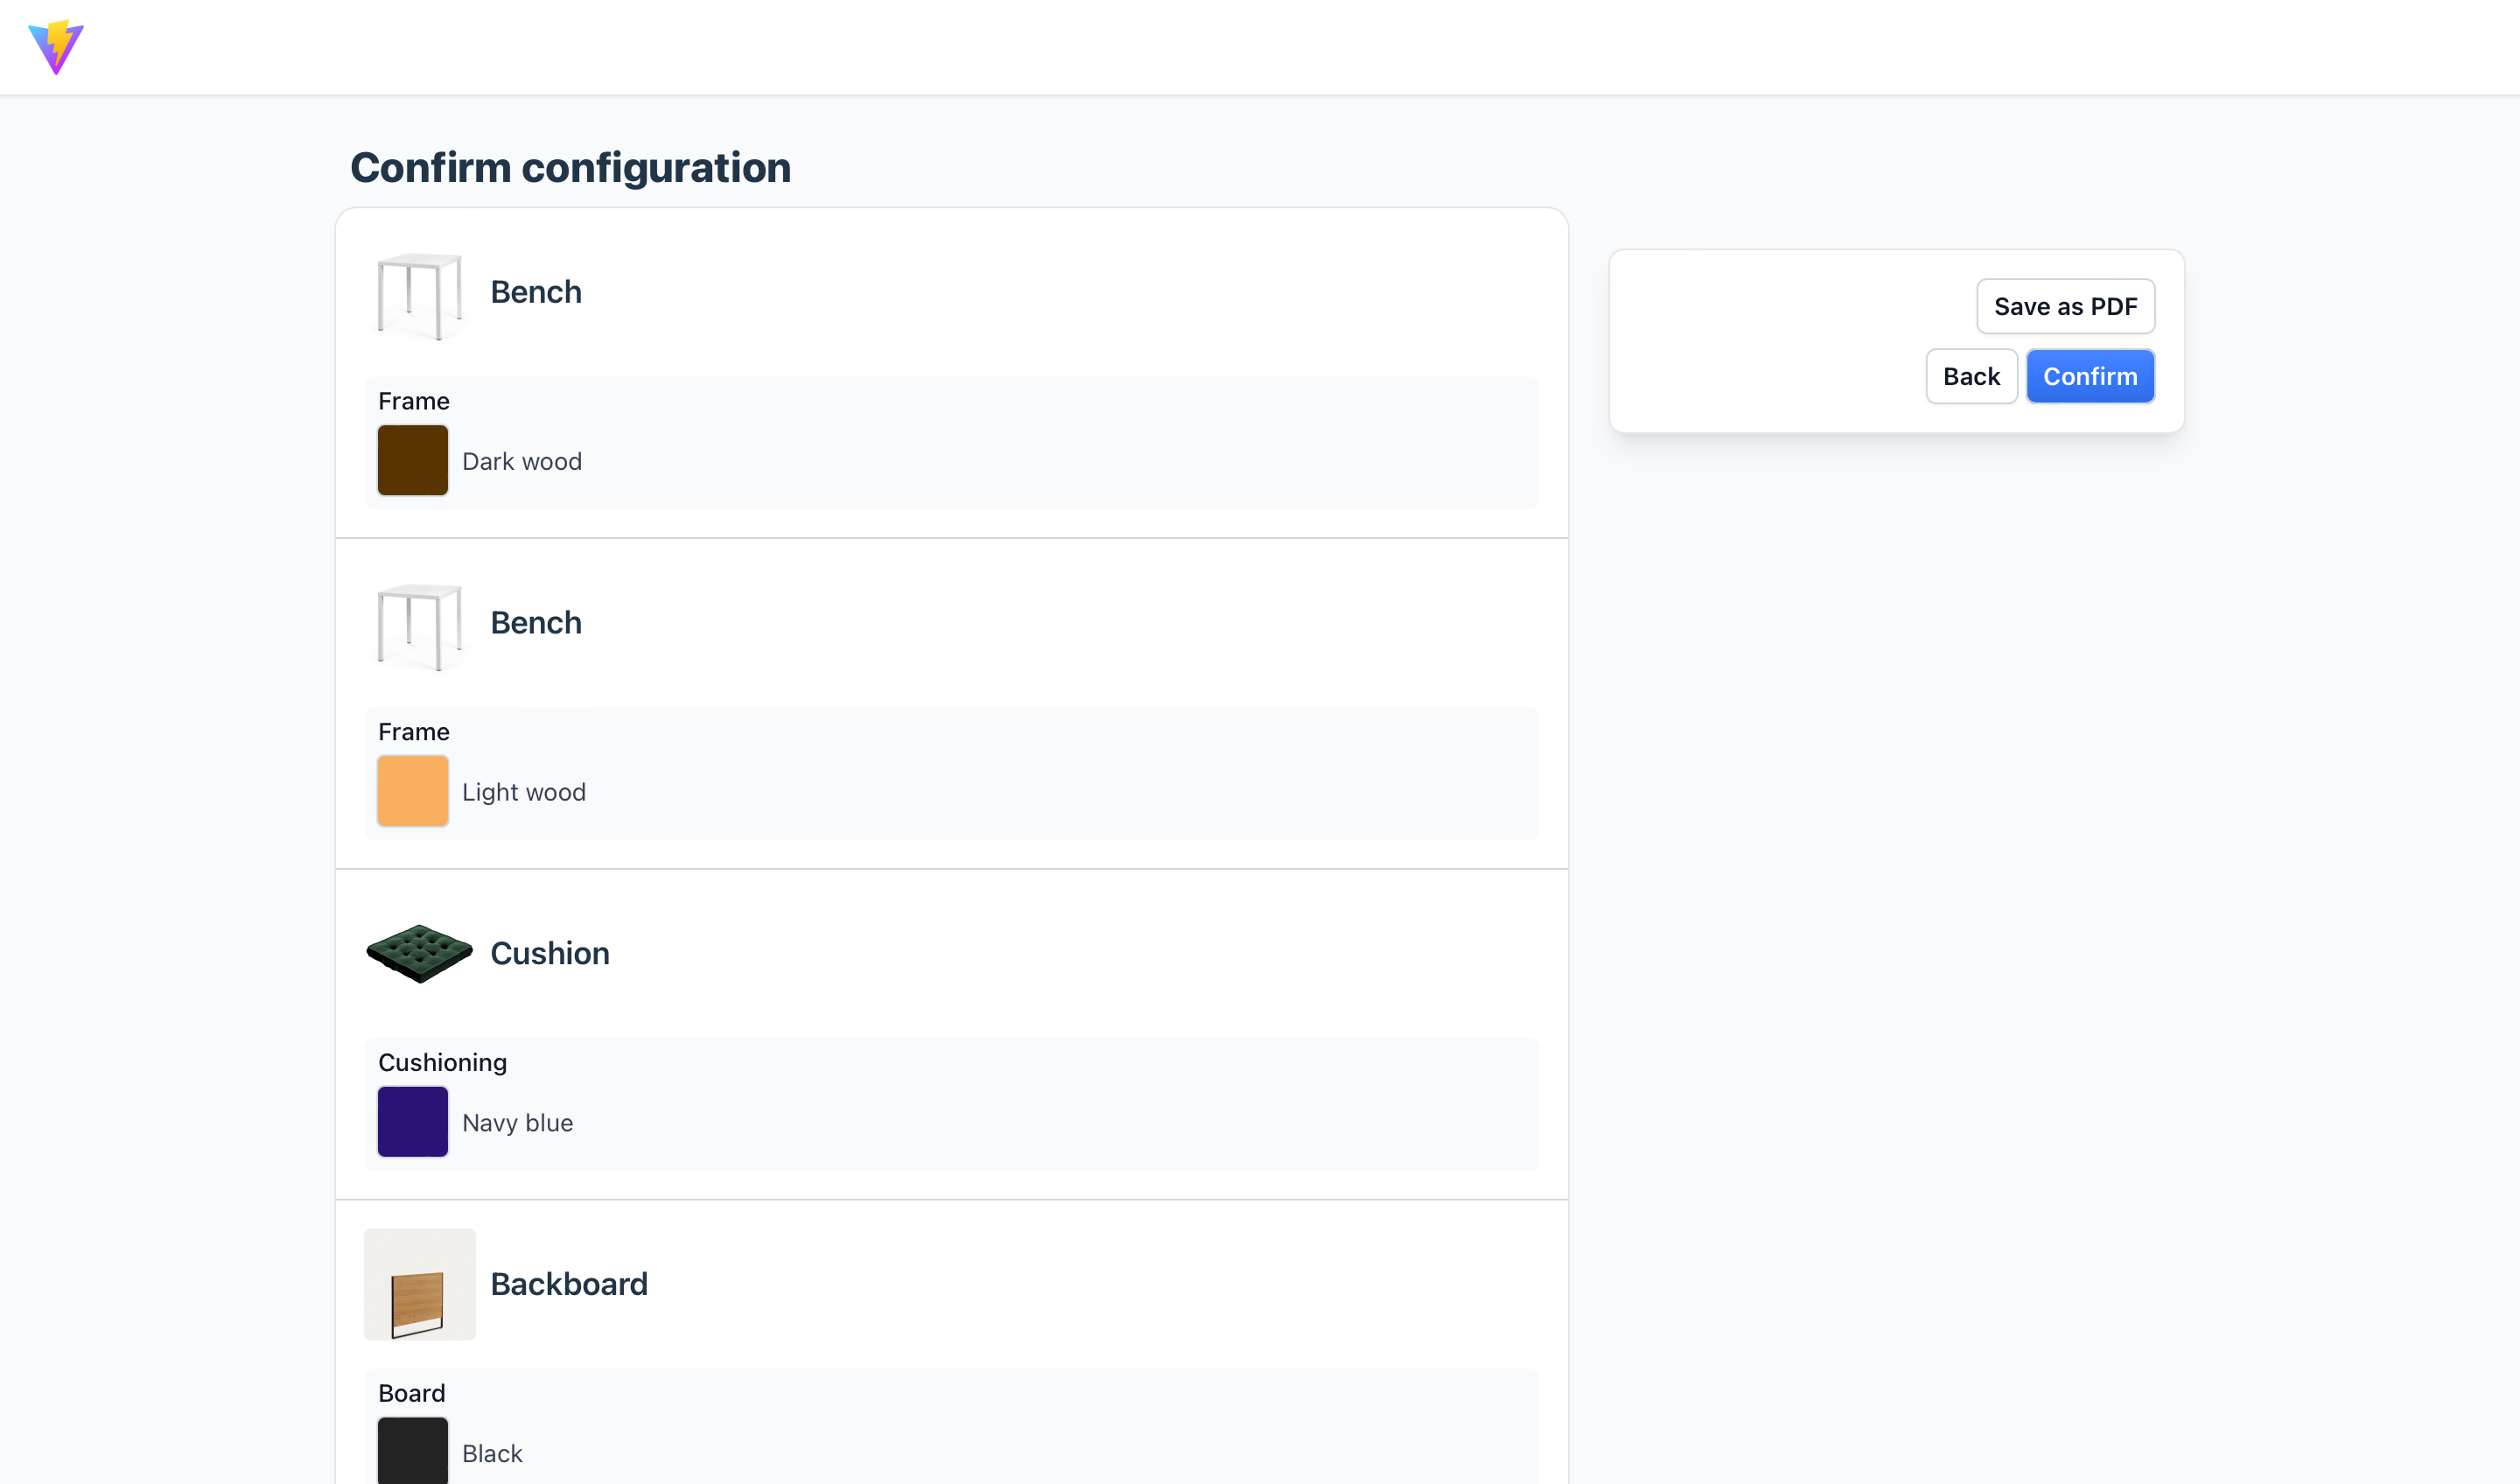 Confirm configuration
Bench
Frame
Dark wood
Bench
Frame
Light wood
Cushion
Cushioning
Navy blue
Backboard
Board
Black
Save as PDF
Back Confirm